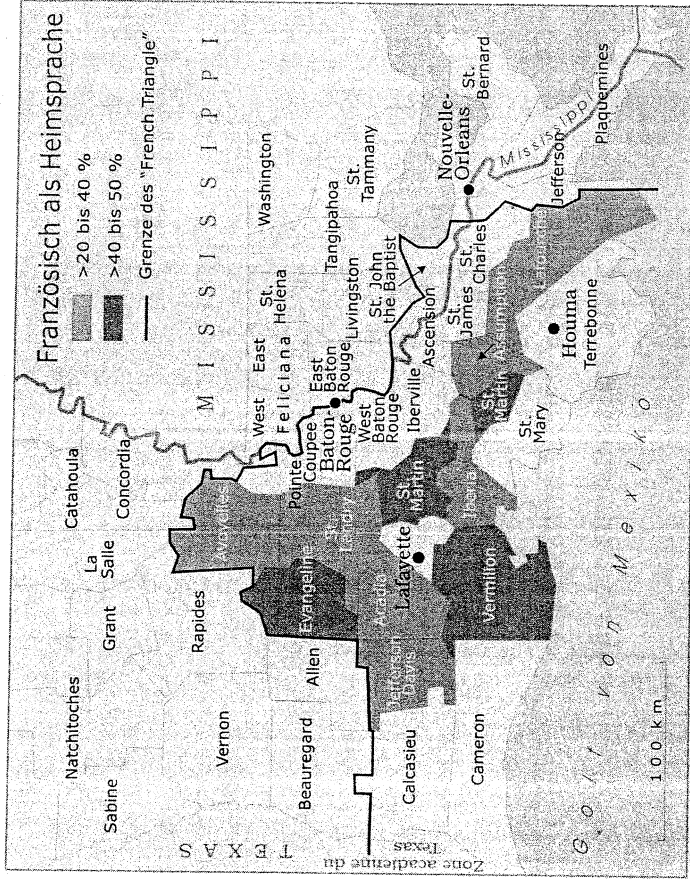 Französisch als Heimsprache
>20 bis 40 %
>40 bis 50 %
Grenze des "French Triangle"
MISSISSIPPI
Natchitoches
Sabine
Grant
La
Salle
Catahoula
Concordia
Vernon
Rapides
Avoyelles
Washington
Beauregard
Allen
Evangeline
St.
Landry
Pointe
Coupee
West
East
Feliciana
St.
Helena
Tangipahoa
St.
Tammany
East
Baton
Rouge
Baton-
Rouge
West
Baton
Rouge
Livingston
St. John
the Baptist
Nouvelle-
Orleans
St.
Bernard
Calcasieu
Jefferson
Davis
Acadia
Lafayette
St.
Martin
Iberville
Ascension
St.
James
St.
Charles
Mississippi
Jefferson
Plaquemines
Cameron
Vermilion
Iberia
St.
Martin
Assumption
Lafourche
St.
Mary
Houma
Terrebonne
TEXAS
Zone acadienne du
Texas
Golf von Mexiko
100 km